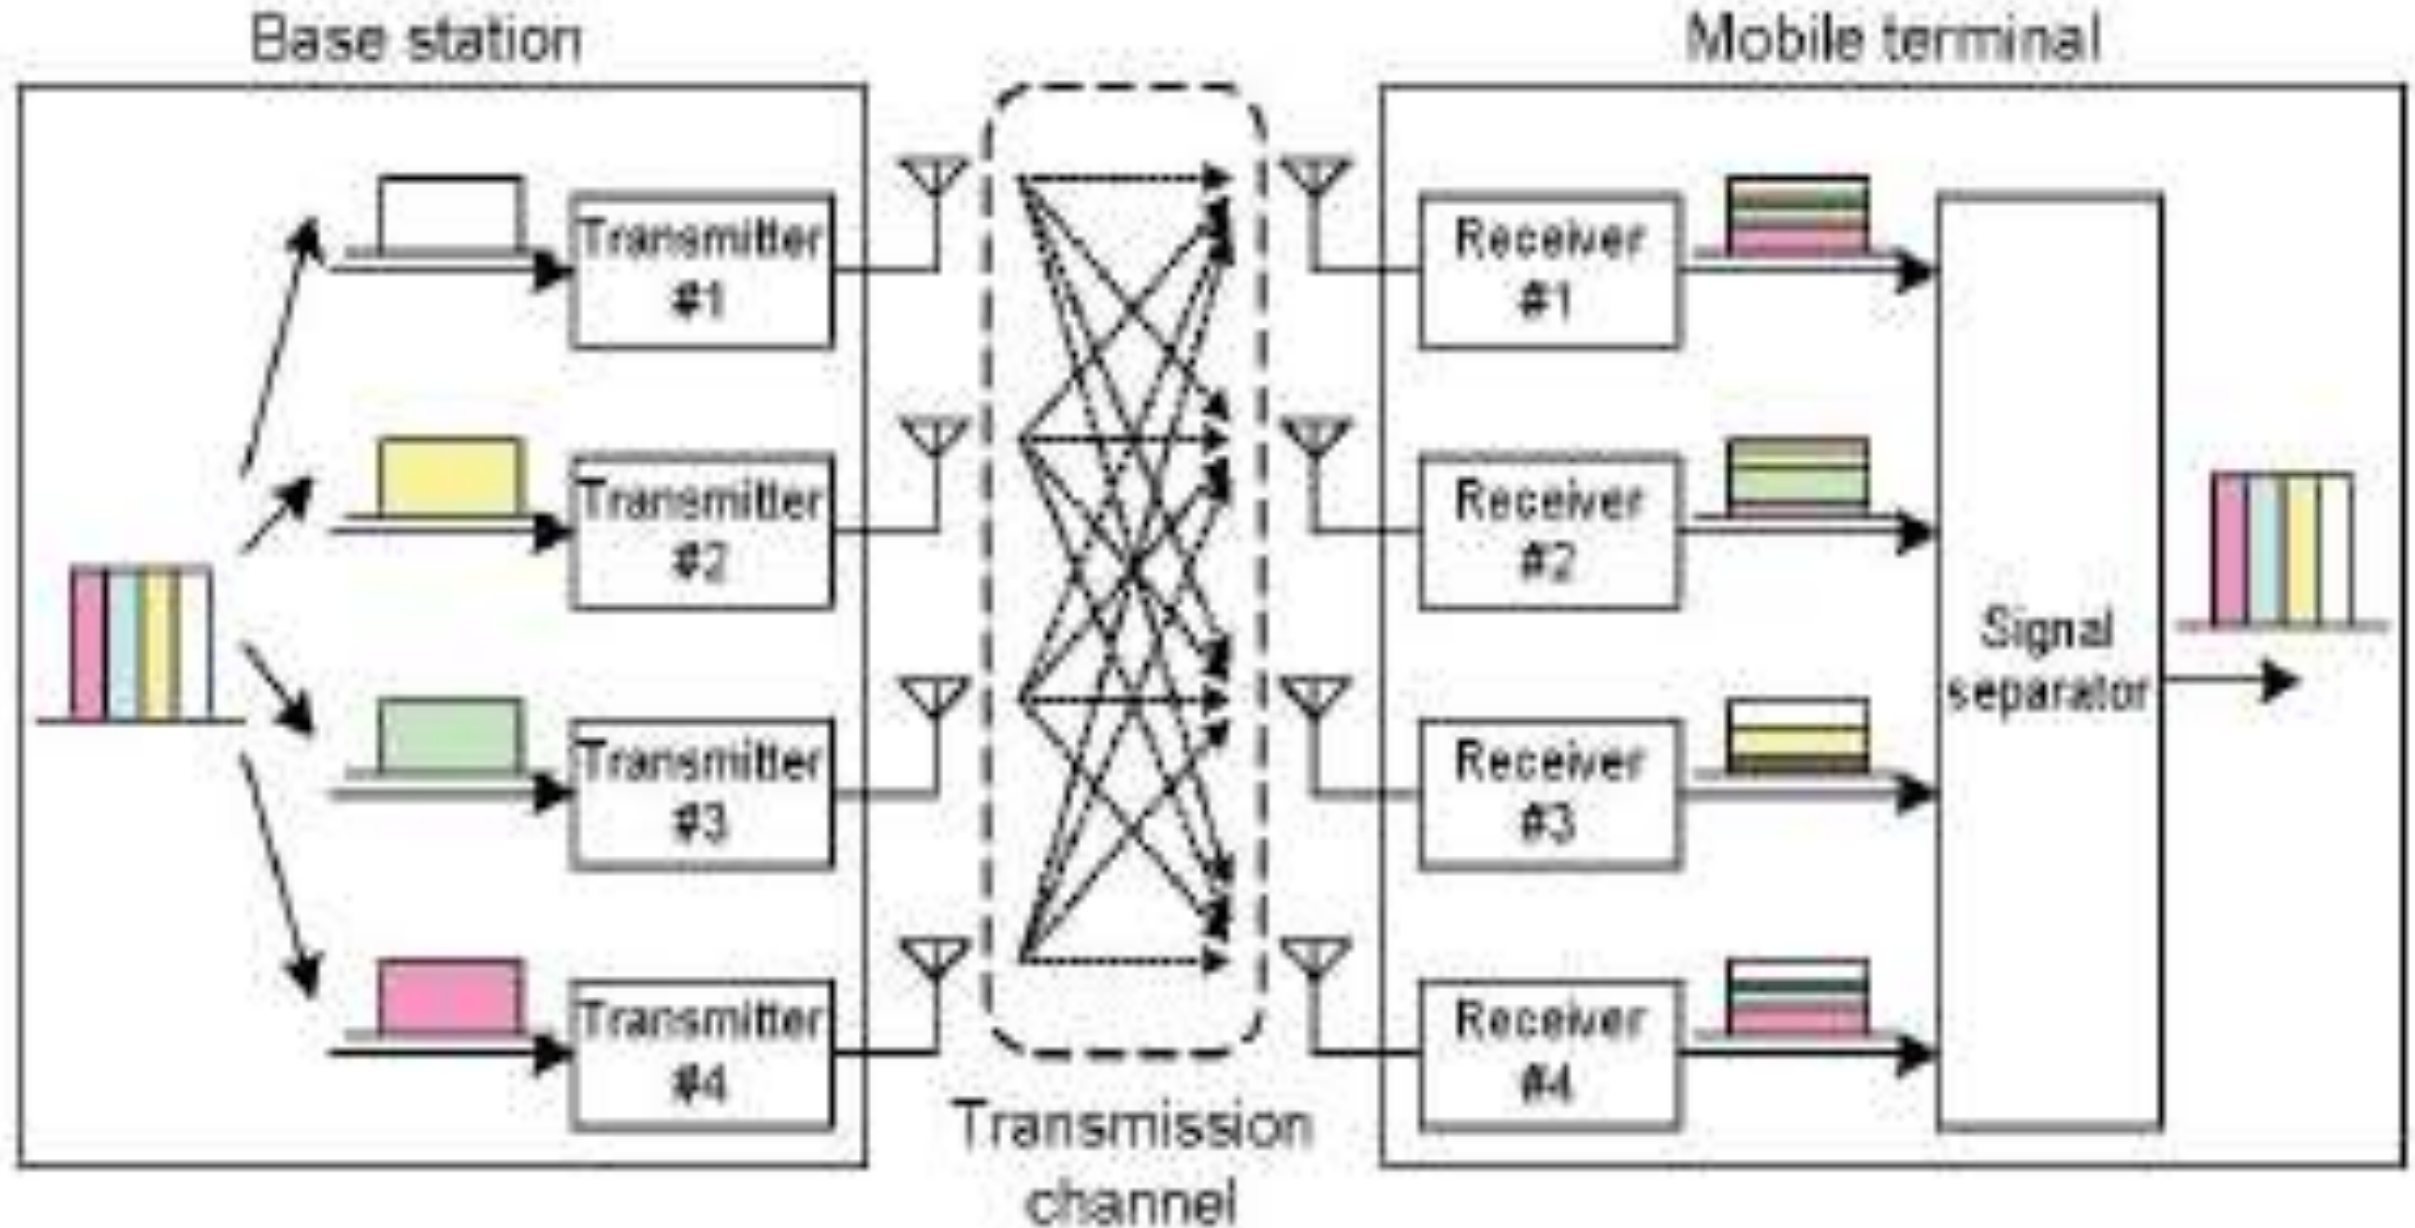 Base station
Mobile terminal
Transmitter
#1
Transmitter
#2
Transmitter
#3
Transmitter
#4
Transmission
channel
Receiver
#1
Receiver
#2
Receiver
#3
Receiver
#4
Signal
separator